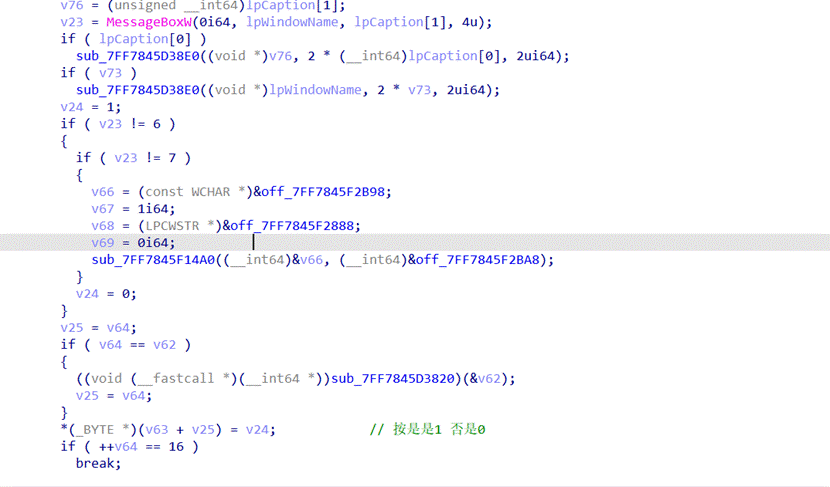 v76 = (unsigned __int64)lpCaption[1];
v23 = MessageBoxW(0i64, lpWindowName, lpCaption[1], 4u);
if ( lpCaption[0] )
sub_7FF7845D38E0((void *)v76, 2 * (__int64)lpCaption[0], 2ui64);
if ( v73 )
sub_7FF7845D38E0((void *)lpWindowName, 2 * v73, 2ui64);
v24 = 1;
if ( v23 != 6 )
{
if ( v23 != 7 )
{
v66 = (const WCHAR *)&off_7FF7845F2B98;
v67 = 1i64;
v68 = (LPCWSTR *)&off_7FF7845F2888;
v69 = 0i64;
sub_7FF7845F14A0((__int64)&v66, (__int64)&off_7FF7845F2BA8);
}
v24 = 0;
}
v25 = v64;
if ( v64 == v62 )
{
((void (__fastcall *)(__int64 *))sub_7FF7845D3820)(&v62);
v25 = v64;
}
*(_BYTE *)(v63 + v25) = v24; // 按是是1 否是0
if ( ++v64 == 16 )
break;